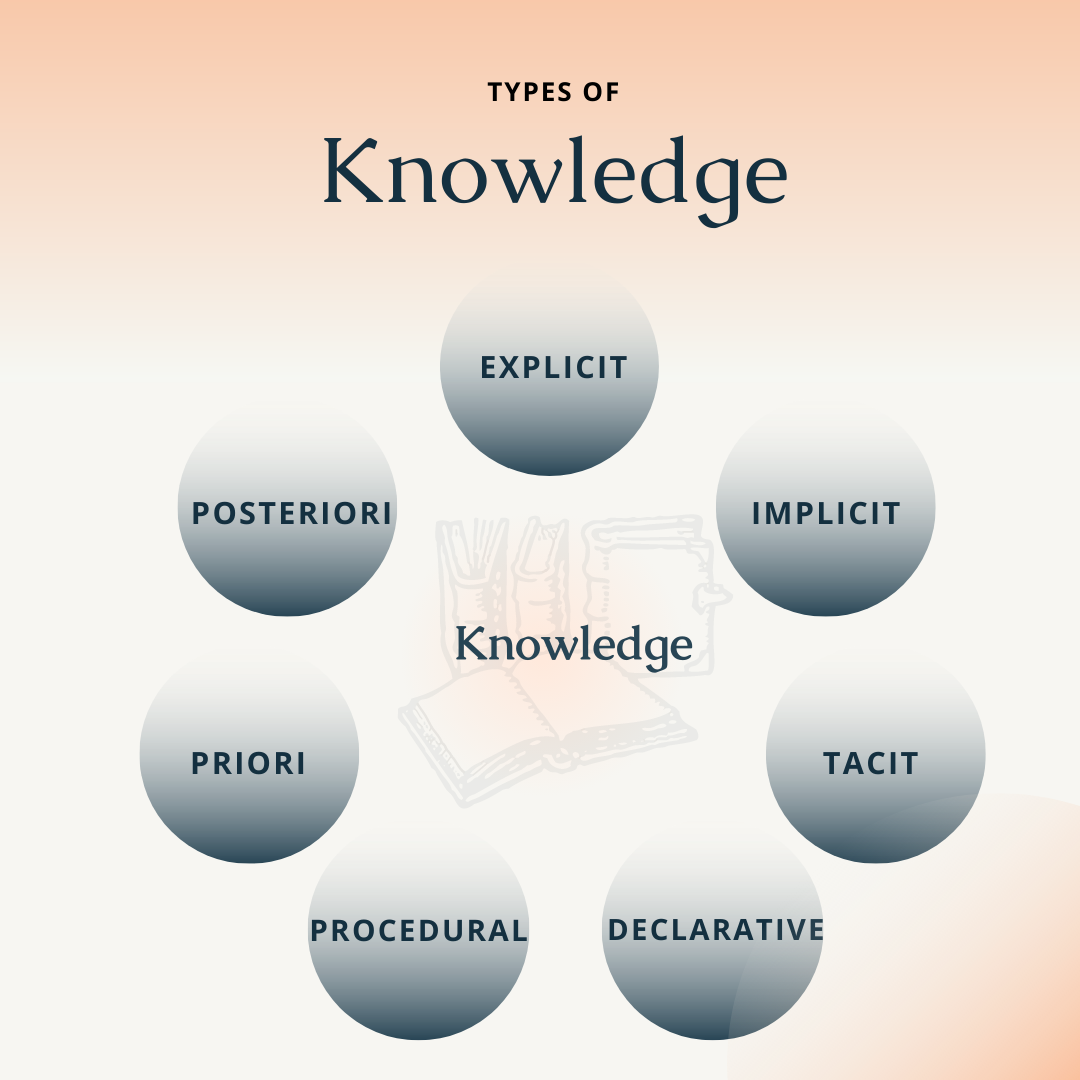 TYPES OF
Knowledge
EXPLICIT
POSTERIORI
IMPLICIT
Knowledge
PRIORI
TACIT
PROCEDURAL
DECLARATIVE